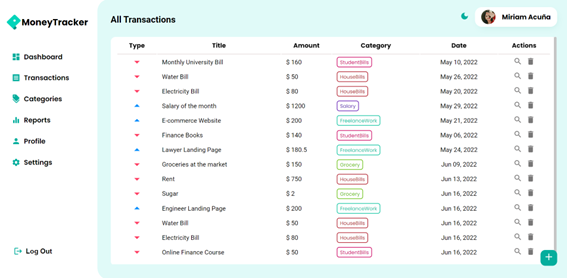 MoneyTracker
Dashboard
Transactions
Categories
Reports
Profile
Settings
Log Out
All Transactions
Miriam Acuña
Type Title Amount Category Date Actions
Monthly University Bill $ 160 StudentBills May 10, 2022
Water Bill $ 50 HouseBills May 26, 2022
Electricity Bill $ 80 HouseBills May 20, 2022
Salary of the month $ 1200 Salary May 29, 2022
E-commerce Website $ 200 FreelanceWork May 21, 2022
Finance Books $ 140 StudentBills May 06, 2022
Lawyer Landing Page $ 180.5 FreelanceWork May 24, 2022
Groceries at the market $ 150 Grocery Jun 09, 2022
Rent $ 750 HouseBills Jun 13, 2022
Sugar $ 2 Grocery Jun 16, 2022
Engineer Landing Page $ 200 FreelanceWork Jun 16, 2022
Water Bill $ 50 HouseBills Jun 16, 2022
Electricity Bill $ 80 HouseBills Jun 16, 2022
Online Finance Course $ 50 StudentBills Jun 16, 2022